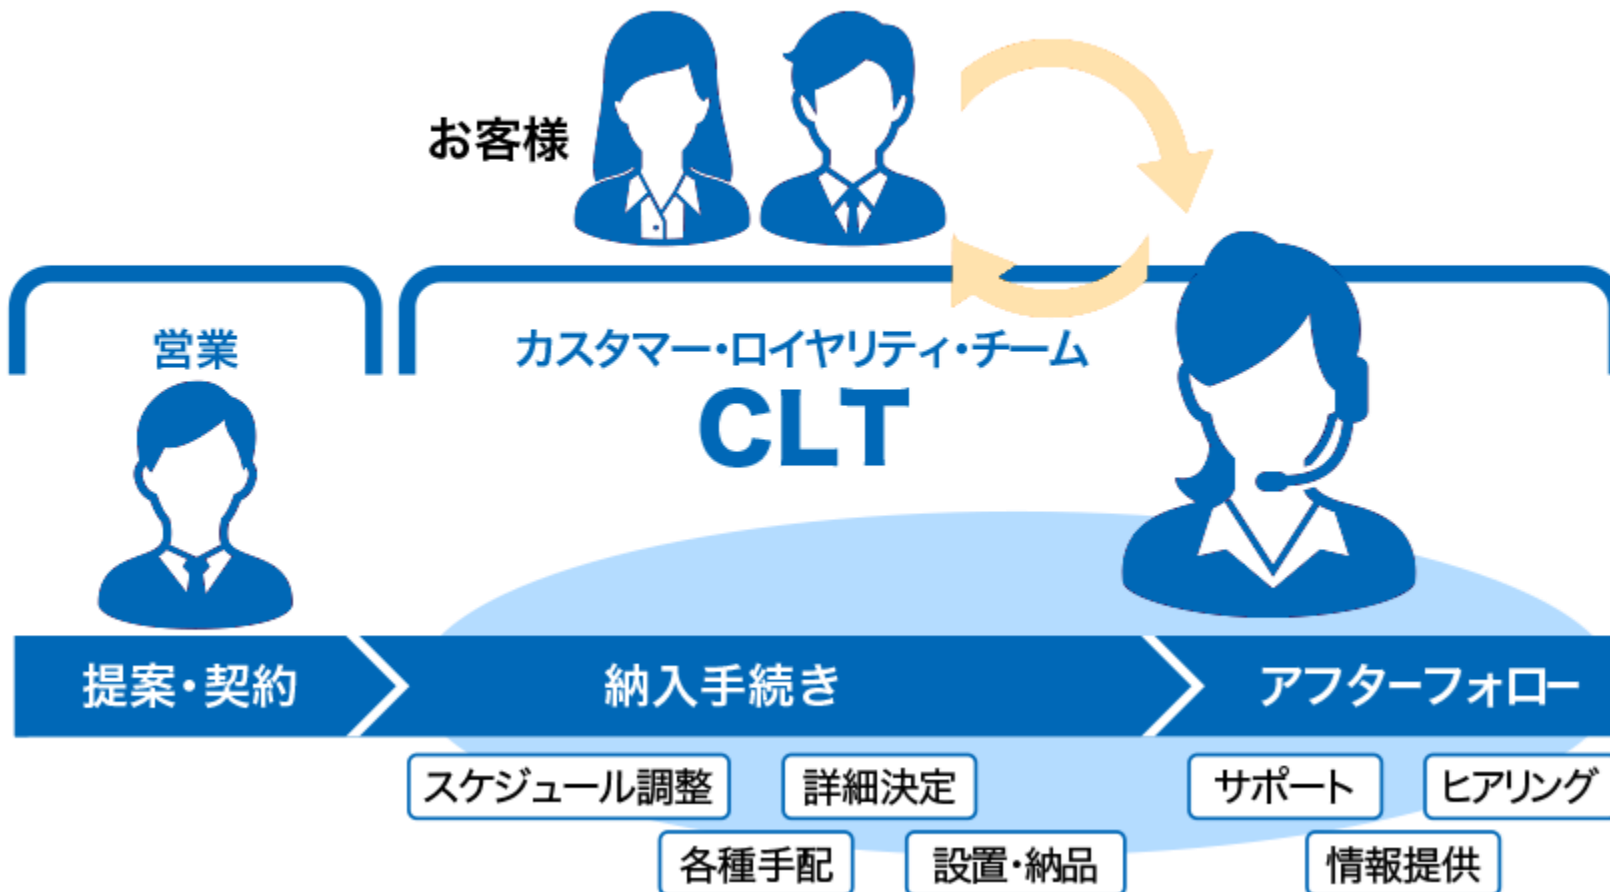 お客様
営業
カスタマー・ロイヤリティ・チーム
CLT
提案・契約
納入手続き
アフターフォロー
スケジュール調整
詳細決定
サポート
ヒアリング
各種手配
設置・納品
情報提供